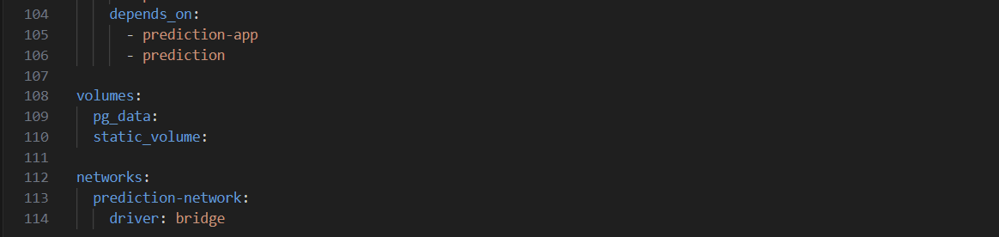 104 depends_on:
105 - prediction-app
106 - prediction
107
108 volumes:
109 pg_data:
110 static_volume:
111
112 networks:
113 prediction-network:
114 driver: bridge